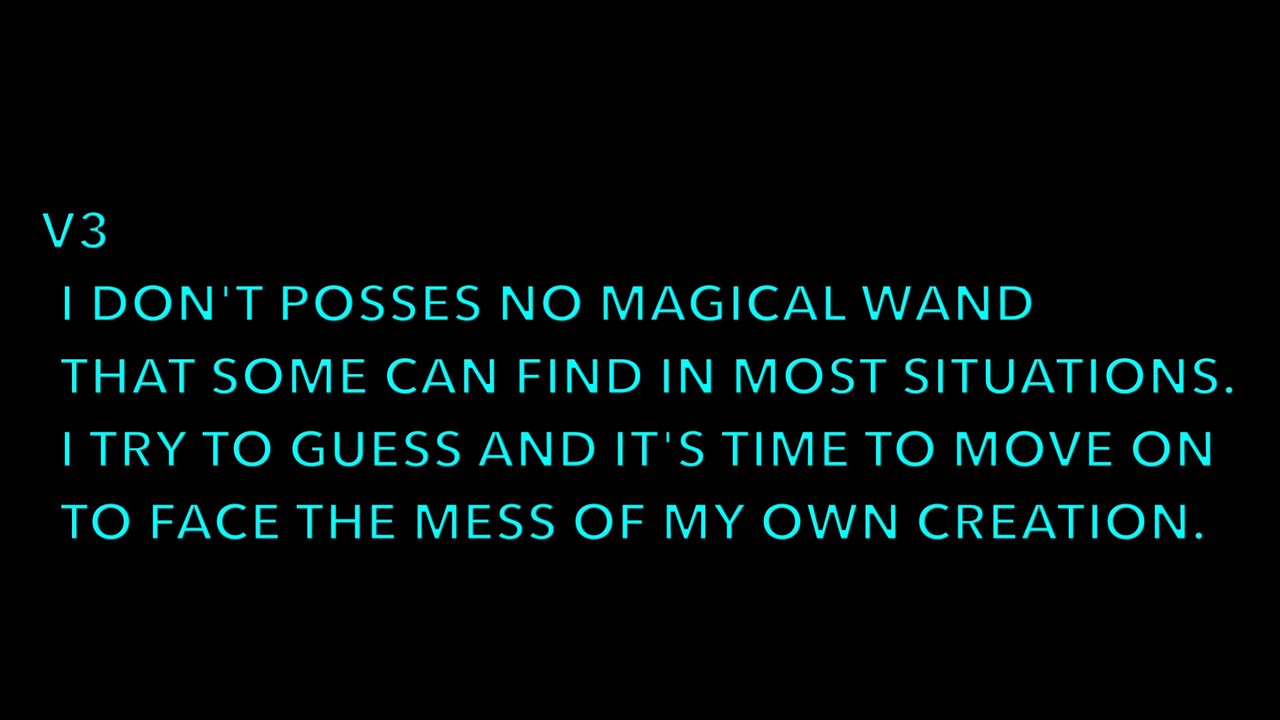 V3
I DON'T POSSES NO MAGICAL WAND
THAT SOME CAN FIND IN MOST SITUATIONS.
I TRY TO GUESS AND IT'S TIME TO MOVE ON
TO FACE THE MESS OF MY OWN CREATION.